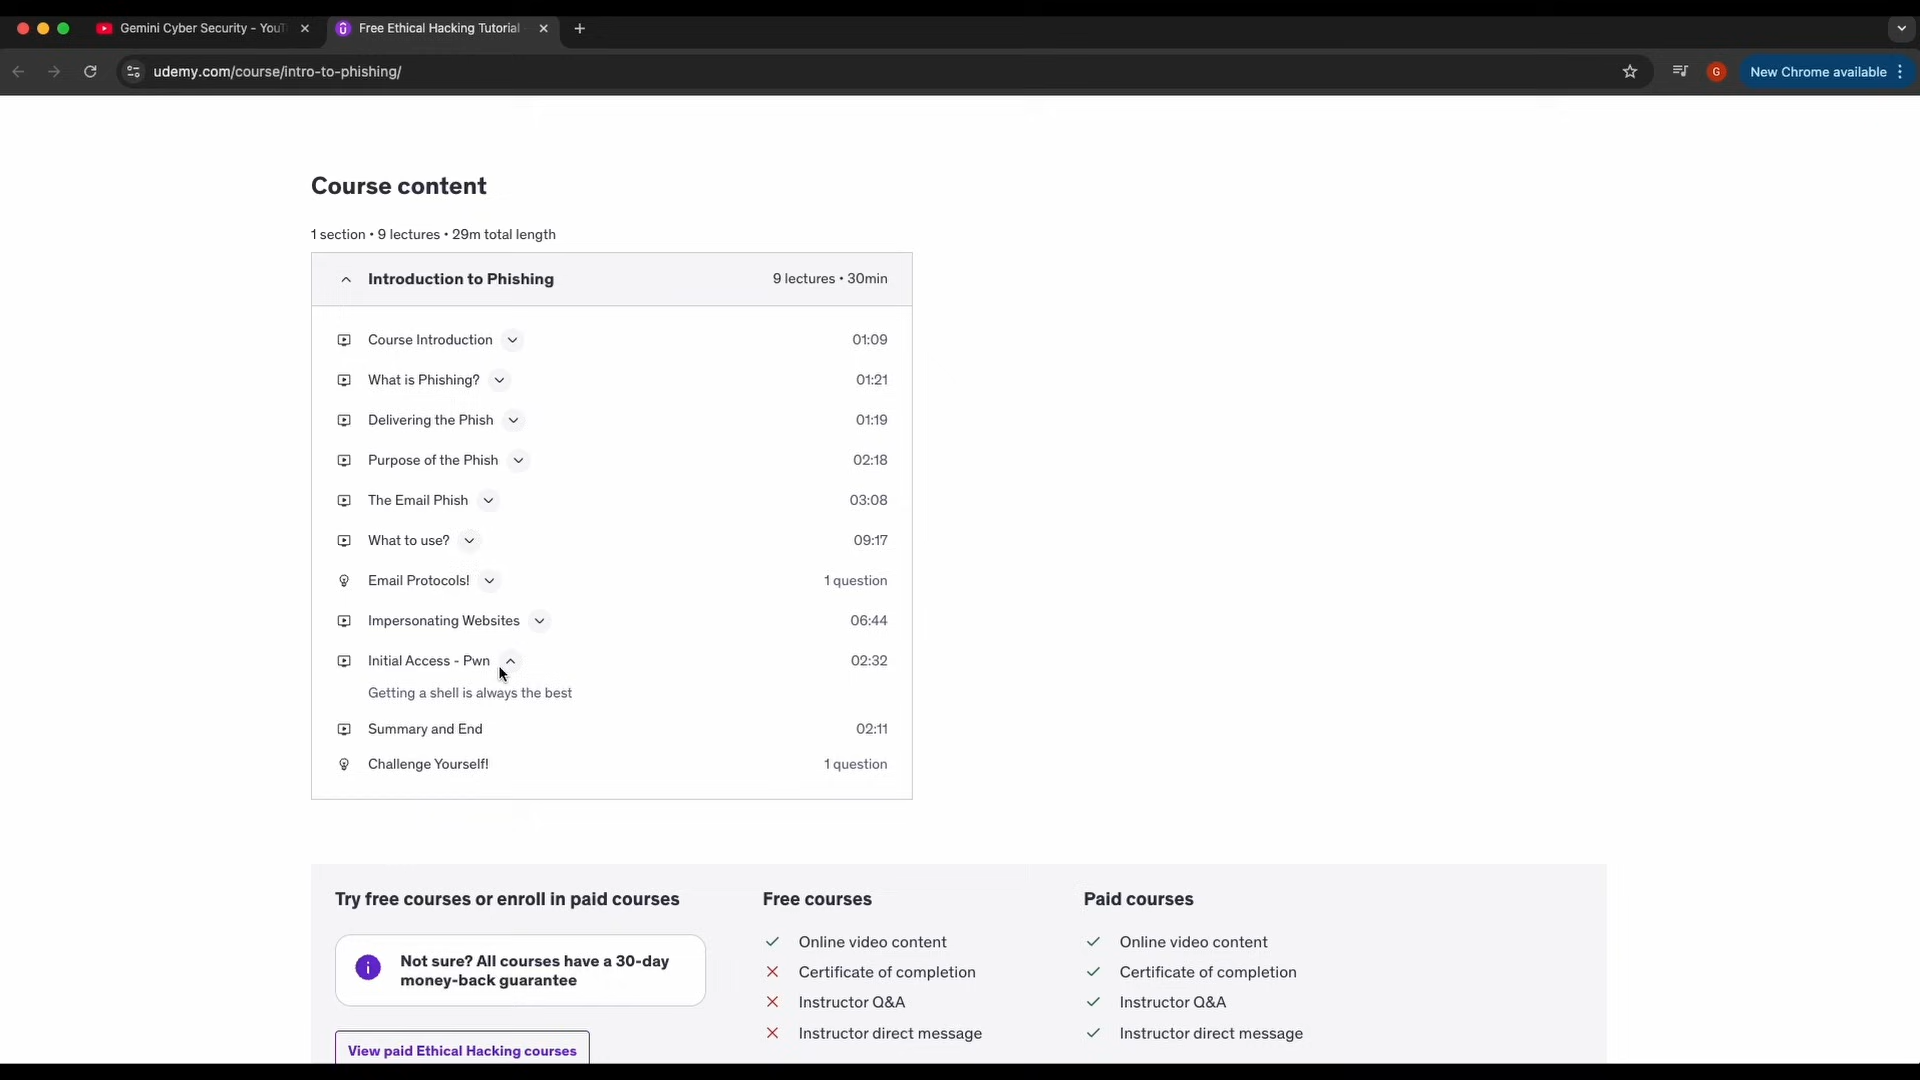 Gemini Cyber Security - YouT
Free Ethical Hacking Tutorial
udemy.com/course/intro-to-phishing/
G
New Chrome available
Course content
1 section • 9 lectures • 29m total length
Introduction to Phishing
9 lectures • 30min
Course Introduction
01:09
What is Phishing?
01:21
Delivering the Phish
01:19
Purpose of the Phish
02:18
The Email Phish
03:08
What to use?
09:17
Email Protocols!
1 question
Impersonating Websites
06:44
Initial Access - Pwn
02:32
Getting a shell is always the best
Summary and End
02:11
Challenge Yourself!
1 question
Try free courses or enroll in paid courses
Not sure? All courses have a 30-day
money-back guarantee
View paid Ethical Hacking courses
Free courses
Online video content
Certificate of completion
Instructor Q&A
Instructor direct message
Paid courses
Online video content
Certificate of completion
Instructor Q&A
Instructor direct message